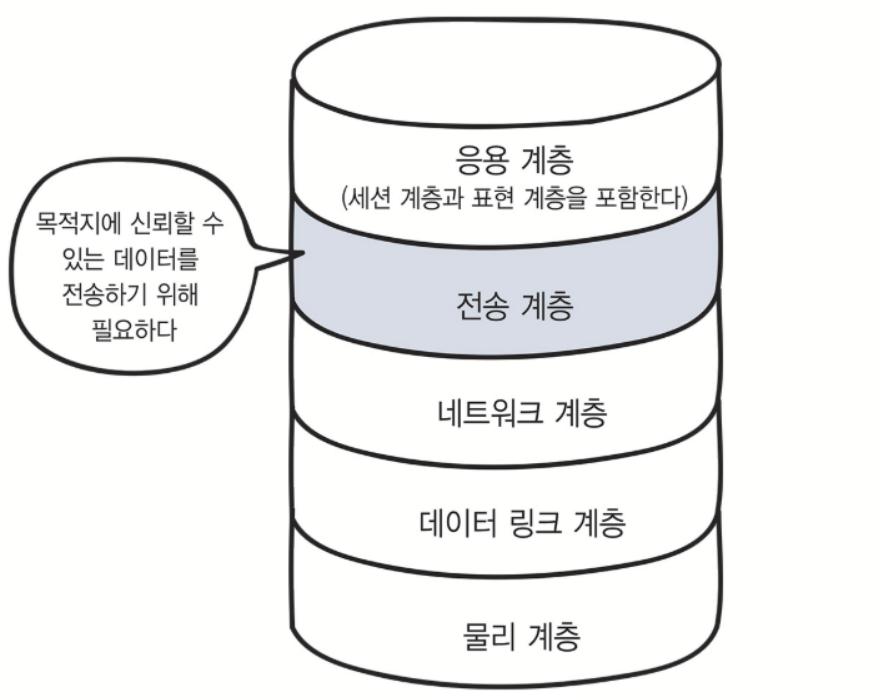 응용 계층
(세션 계층과 표현 계층을 포함한다)
목적지에 신뢰할 수
있는 데이터를
전송하기 위해
필요하다
전송 계층
네트워크 계층
데이터 링크 계층
물리 계층